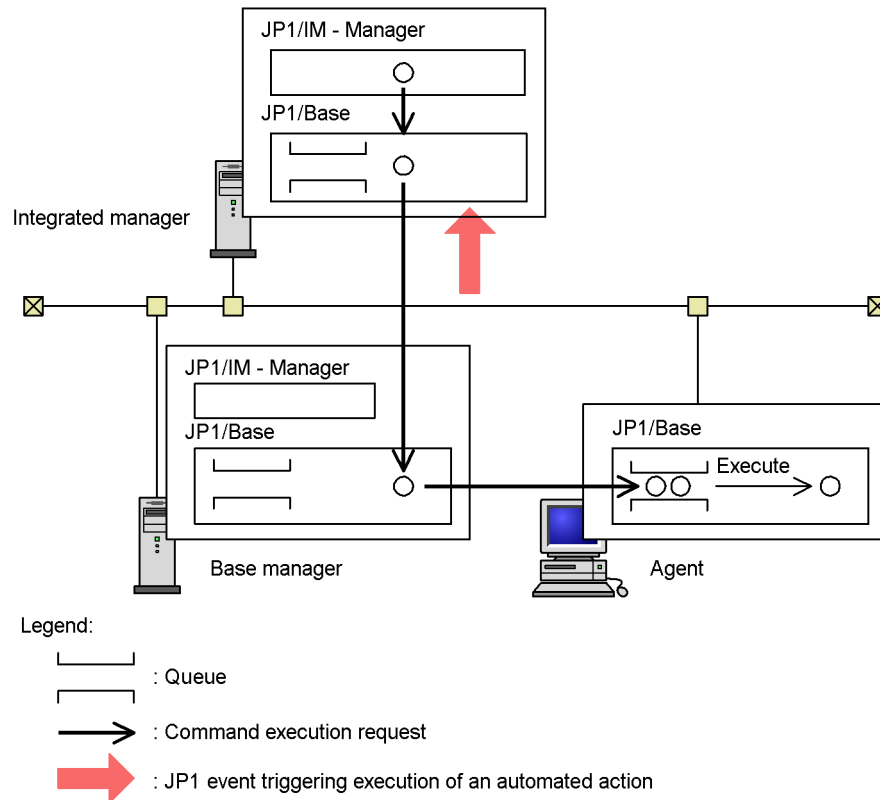 JP1/IM - Manager
JP1/Base
Integrated manager
JP1/IM - Manager
JP1/Base
Base manager
JP1/Base
Execute
Agent
Legend:
: Queue
: Command execution request
: JP1 event triggering execution of an automated action